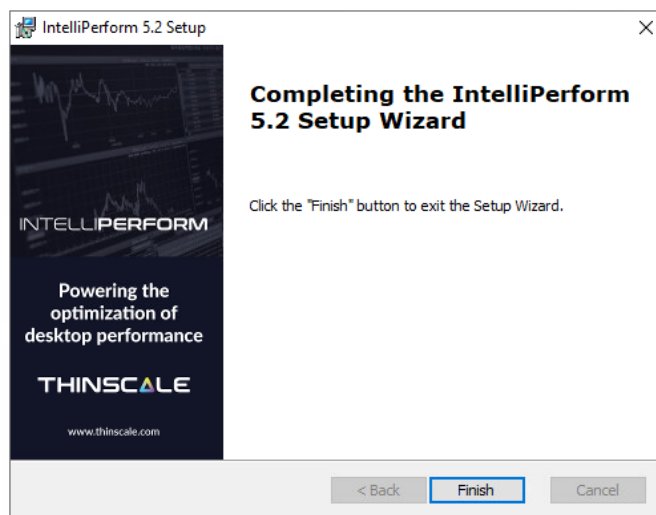 IntelliPerform 5.2 Setup
Completing the IntelliPerform
5.2 Setup Wizard
Click the "Finish" button to exit the Setup Wizard.
INTELLIPERFORM
Powering the
optimization of
desktop performance
THINSCALE
www.thinscale.com
< Back
Finish
Cancel